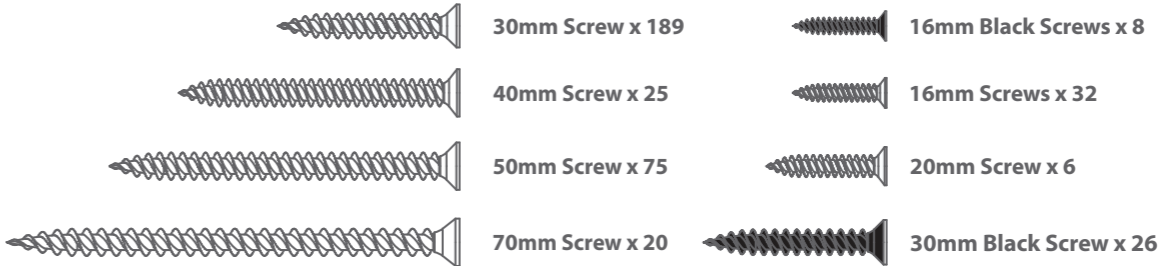 30mm Screw x 189
40mm Screw x 25
50mm Screw x 75
70mm Screw x 20
16mm Black Screws x 8
16mm Screws x 32
20mm Screw x 6
30mm Black Screw x 26